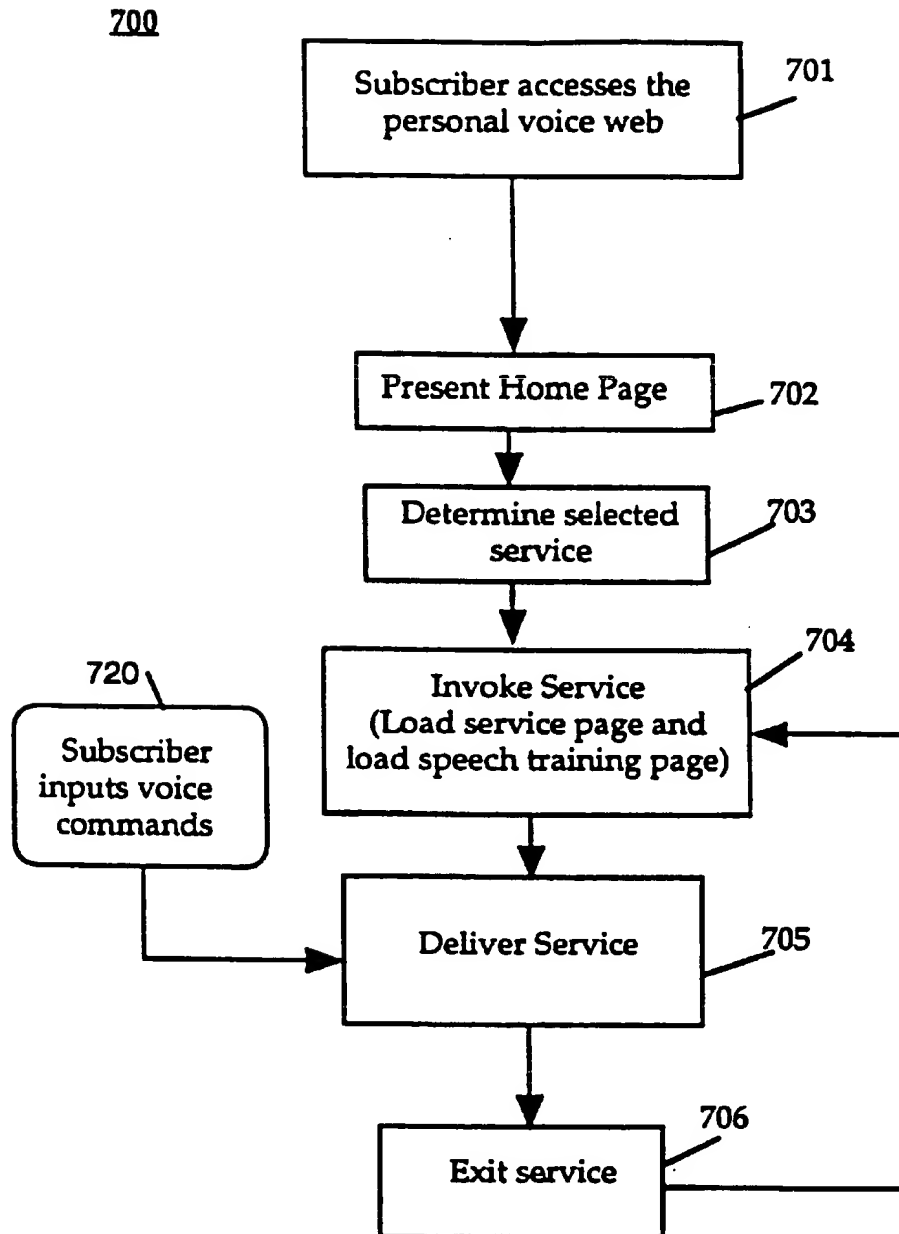 700
701
Subscriber accesses the
personal voice web
Present Home Page
702
Determine selected
service
703
704
Invoke Service
(Load service page and
load speech training page)
720
Subscriber
inputs voice
commands
Deliver Service
705
706
Exit service